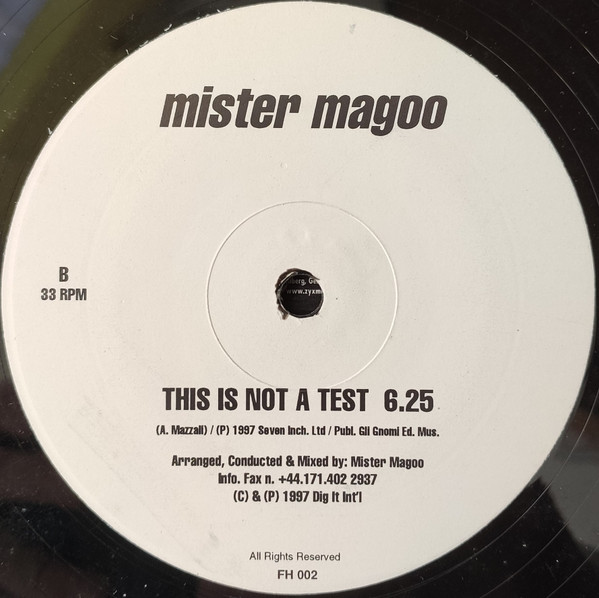 mister magoo
B
33 RPM
www.zyxm
THIS IS NOT A TEST 6.25
(A. Mazzali) / (P) 1997 Seven Inch. Ltd / Publ. Gli Gnomi Ed. Mus.
Arranged, Conducted & Mixed by: Mister Magoo
Info. Fax n. +44.171.402 2937
(C) & (P) 1997 Dig It Int'l
All Rights Reserved
FH 002